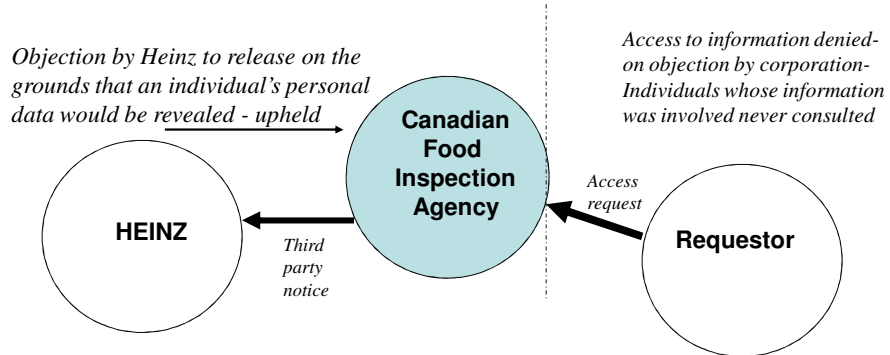 Objection by Heinz to release on the
grounds that an individual's personal
data would be revealed - upheld
Access to information denied-
on objection by corporation-
Individuals whose information
was involved never consulted
Canadian
Food
Inspection
Agency
HEINZ
Third
party
notice
Access
request
Requestor